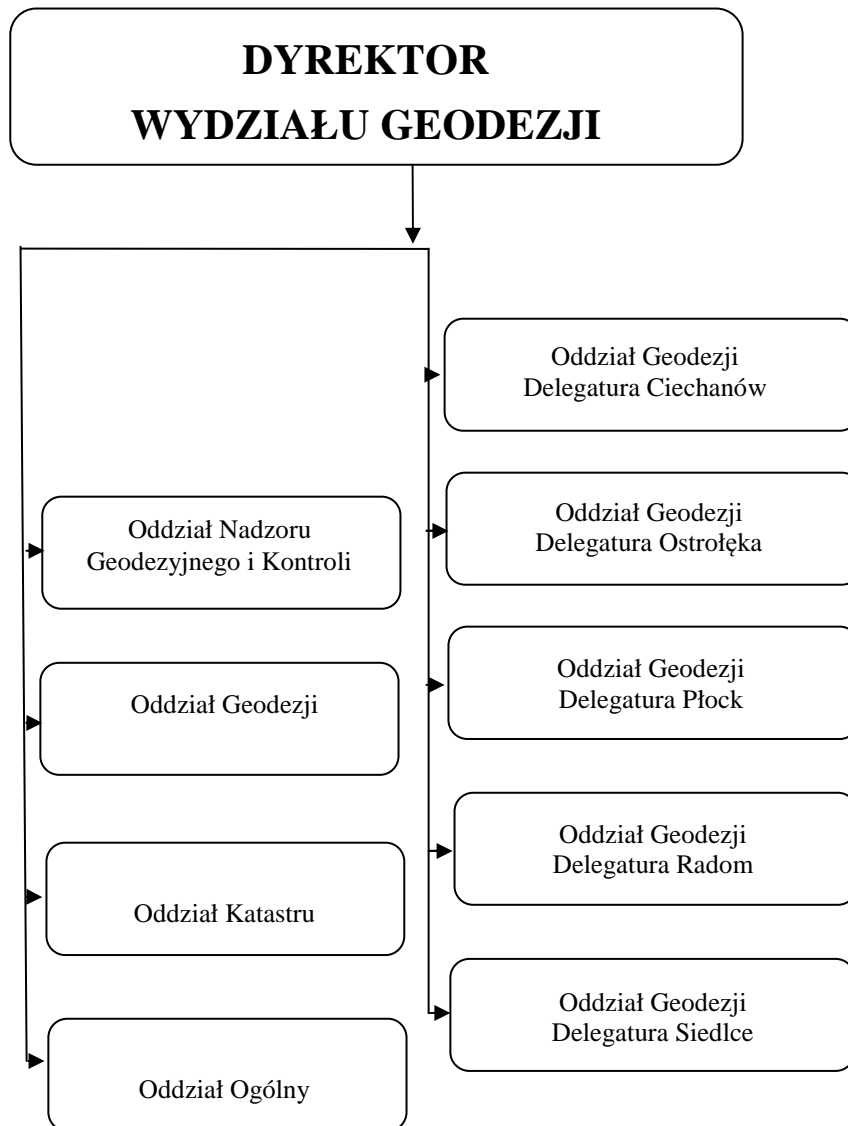 DYREKTOR
WYDZIAŁU GEODEZJI
Oddział Nadzoru
Geodezyjnego i Kontroli
Oddział Geodezji
Oddział Katastru
Oddział Ogólny
Oddział Geodezji
Delegatura Ciechanów
Oddział Geodezji
Delegatura Ostrołęka
Oddział Geodezji
Delegatura Płock
Oddział Geodezji
Delegatura Radom
Oddział Geodezji
Delegatura Siedlce